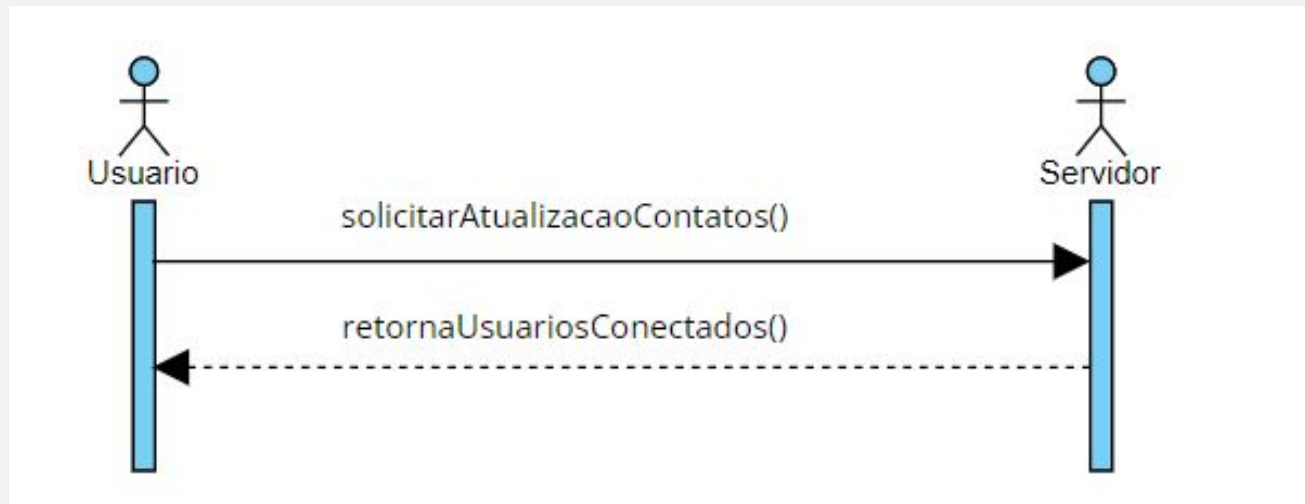 Usuario
Servidor
solicitarAtualizacaoContatos()
retornaUsuariosConectados()